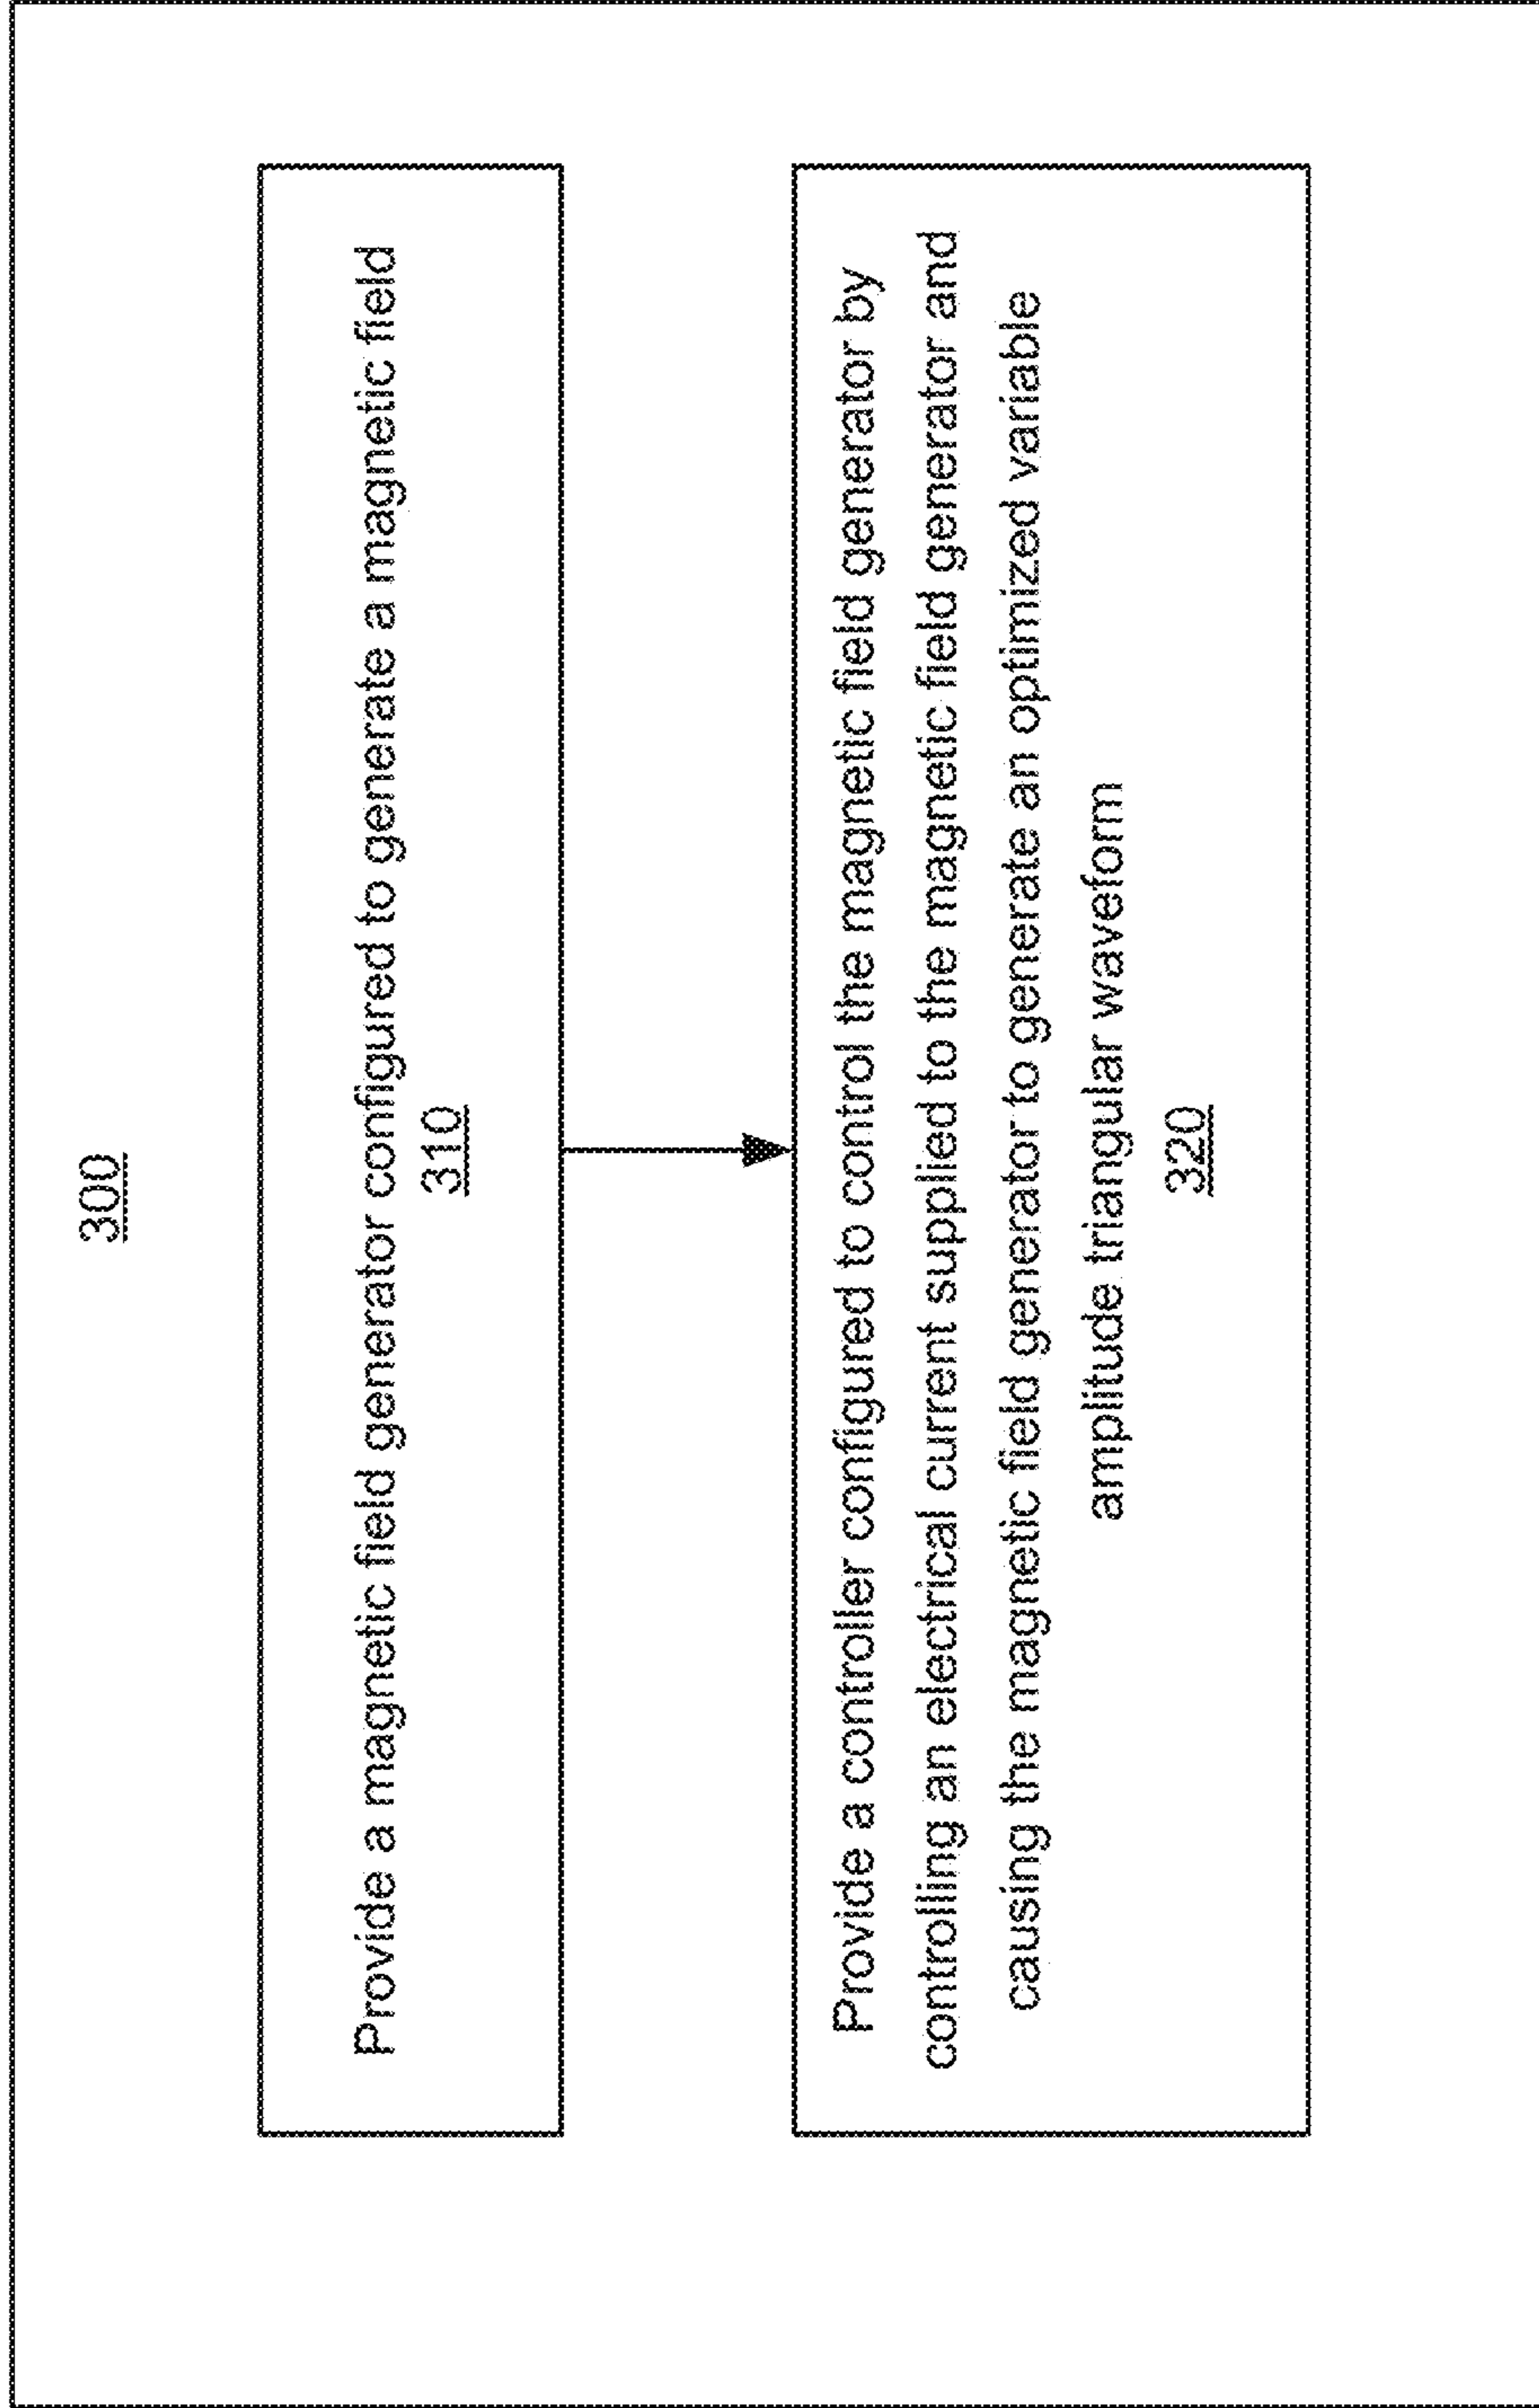 300
Provide a magnetic field generator configured to generate a magnetic field
310
Provide a controller configured to control the magnetic field generator by
controlling an electrical current supplied to the magnetic field generator and
causing the magnetic field generator to generate an optimized variable
amplitude triangular waveform
320